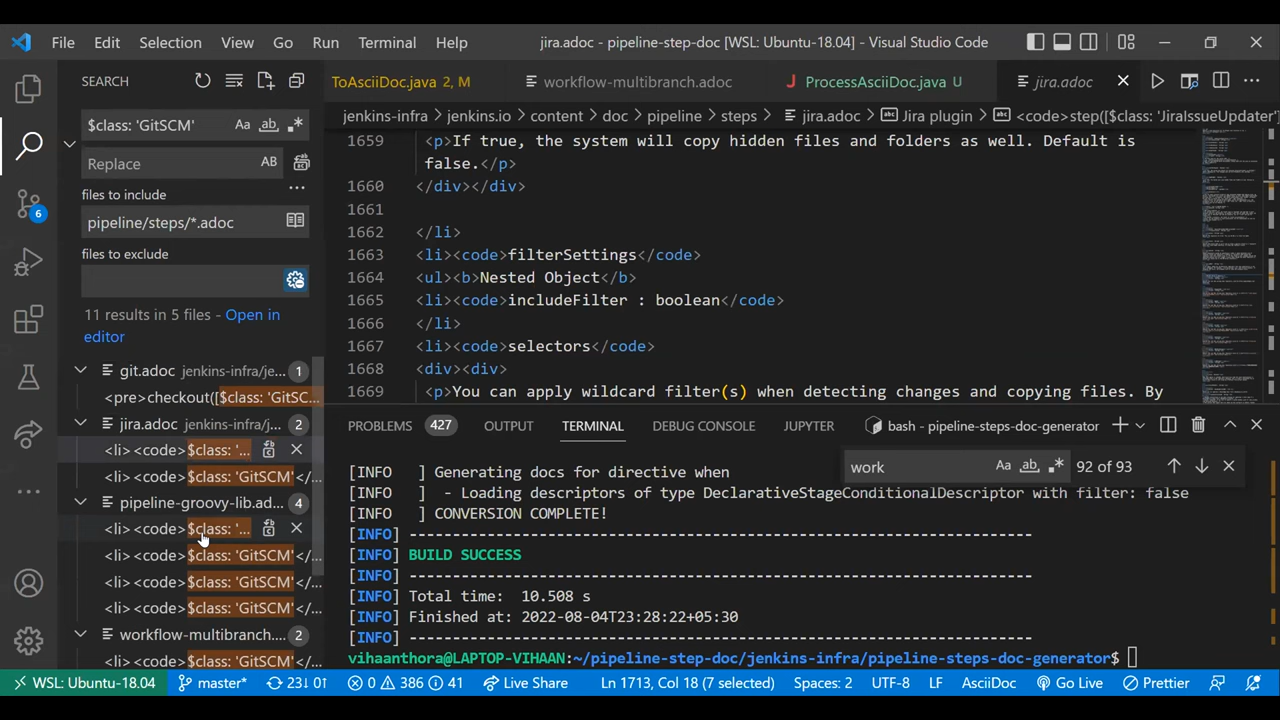 File Edit Selection View Go Run Terminal Help jira.adoc - pipeline-step-doc [WSL: Ubuntu-18.04] - Visual Studio Code
SEARCH
ToAsciiDoc.java 2, M workflow-multibranch.adoc J ProcessAsciiDoc.java U jira.adoc
$class: 'GitSCM' Aa ab
jenkins-infra > jenkins.io > content > doc > pipeline > steps > jira.adoc > Jira plugin > <code>step([$class: 'JiraIssueUpdater'
Replace AB
files to include
pipeline/steps/*.adoc
files to exclude
11 results in 5 files - Open in
editor
git.adoc jenkins-infra/je... 1
<pre>checkout([$class: 'GitSC...
jira.adoc jenkins-infra/j... 2
<li><code>$class: '...
<li><code>$class: 'GitSCM'</...
pipeline-groovy-lib.ad... 4
<li><code>$class: '...
<li><code>$class: 'GitSCM'</...
<li><code>$class: 'GitSCM'</...
<li><code>$class: 'GitSCM'</...
workflow-multibranch.... 2
<li><code>$class: 'GitSCM'</...
1659 <p>If true, the system will copy hidden files and folders as well. Default is
false.</p>
1660 </div></div>
1661
1662 </li>
1663 <li><code>filterSettings</code>
1664 <ul><b>Nested Object</b>
1665 <li><code>includeFilter : boolean</code>
1666 </li>
1667 <li><code>selectors</code>
1668 <div><div>
1669 <p>You can apply wildcard filter(s) when detecting changes and copying files. By
PROBLEMS 427 OUTPUT TERMINAL DEBUG CONSOLE JUPYTER bash - pipeline-steps-doc-generator
work Aa ab 92 of 93
[INFO ] Generating docs for directive when
[INFO ] - Loading descriptors of type DeclarativeStageConditionalDescriptor with filter: false
[INFO ] CONVERSION COMPLETE!
[INFO] ------------------------------------------------------------------------
[INFO] BUILD SUCCESS
[INFO] ------------------------------------------------------------------------
[INFO] Total time: 10.508 s
[INFO] Finished at: 2022-08-04T23:28:22+05:30
[INFO] ------------------------------------------------------------------------
vihaanthora@LAPTOP-VIHAAN:~/pipeline-step-doc/jenkins-infra/pipeline-steps-doc-generator$
6
WSL: Ubuntu-18.04 master* 23↓ 0↑ 0 386 41 Live Share Ln 1713, Col 18 (7 selected) Spaces: 2 UTF-8 LF AsciiDoc Go Live Prettier